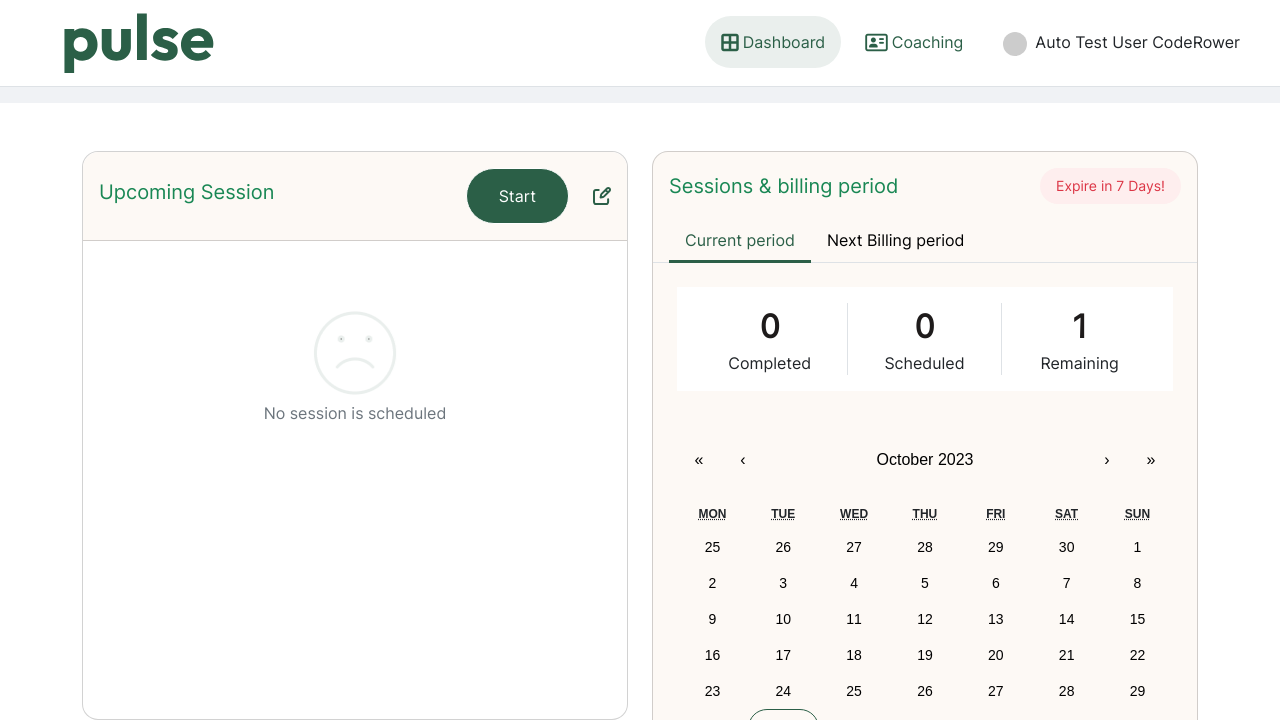 pulse
Dashboard
Coaching
Auto Test User CodeRower
Upcoming Session
Start
No session is scheduled
Sessions & billing period
Expire in 7 Days!
Current period
Next Billing period
0
Completed
0
Scheduled
1
Remaining
« ‹ October 2023 › »
MON TUE WED THU FRI SAT SUN
25 26 27 28 29 30 1
2 3 4 5 6 7 8
9 10 11 12 13 14 15
16 17 18 19 20 21 22
23 24 25 26 27 28 29